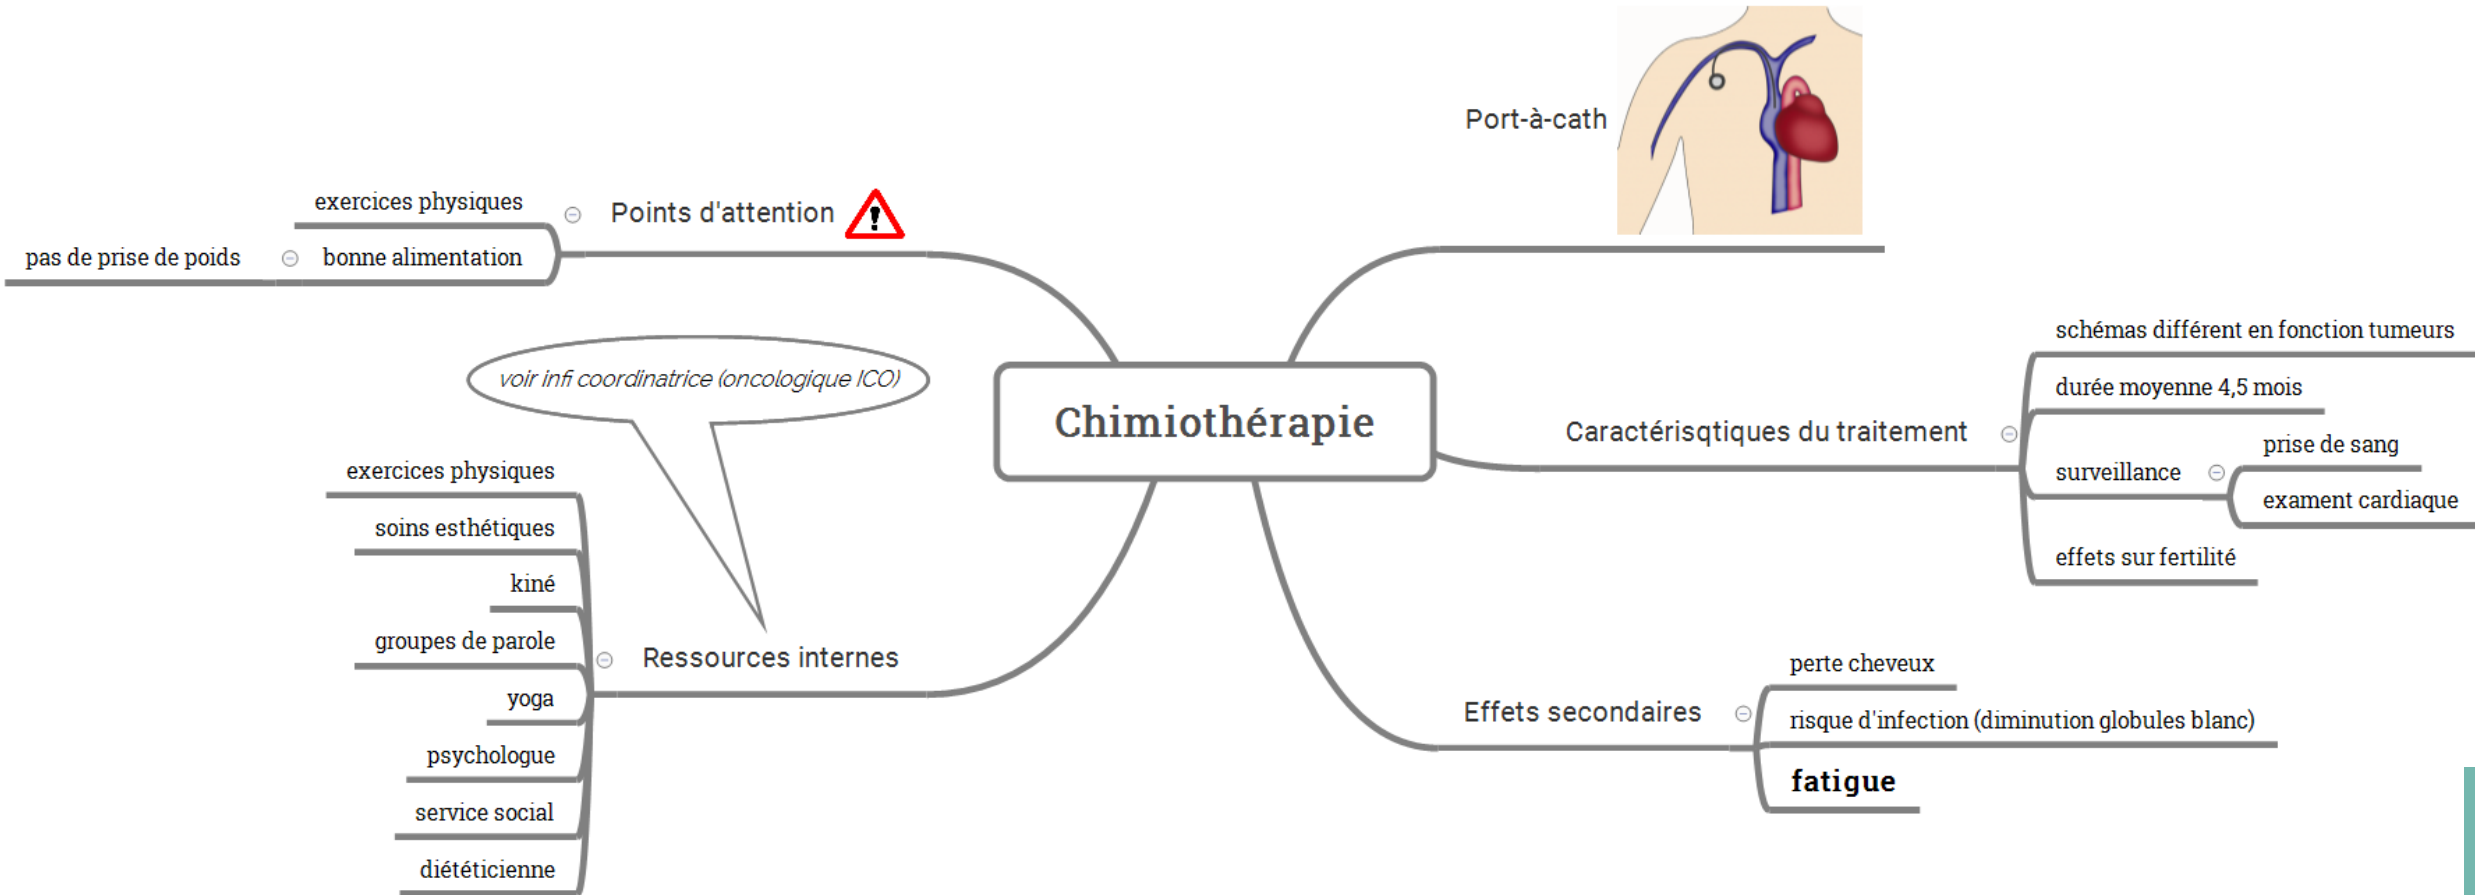 Port-à-cath
exercices physiques
Points d'attention
!
pas de prise de poids
bonne alimentation
schémas différent en fonction tumeurs
voir infi coordinatrice (oncologique ICO)
durée moyenne 4,5 mois
Chimiothérapie
Caractérisqtiques du traitement
prise de sang
surveillance
exament cardiaque
effets sur fertilité
exercices physiques
soins esthétiques
kiné
groupes de parole
Ressources internes
yoga
psychologue
service social
diététicienne
perte cheveux
Effets secondaires
risque d'infection (diminution globules blanc)
fatigue